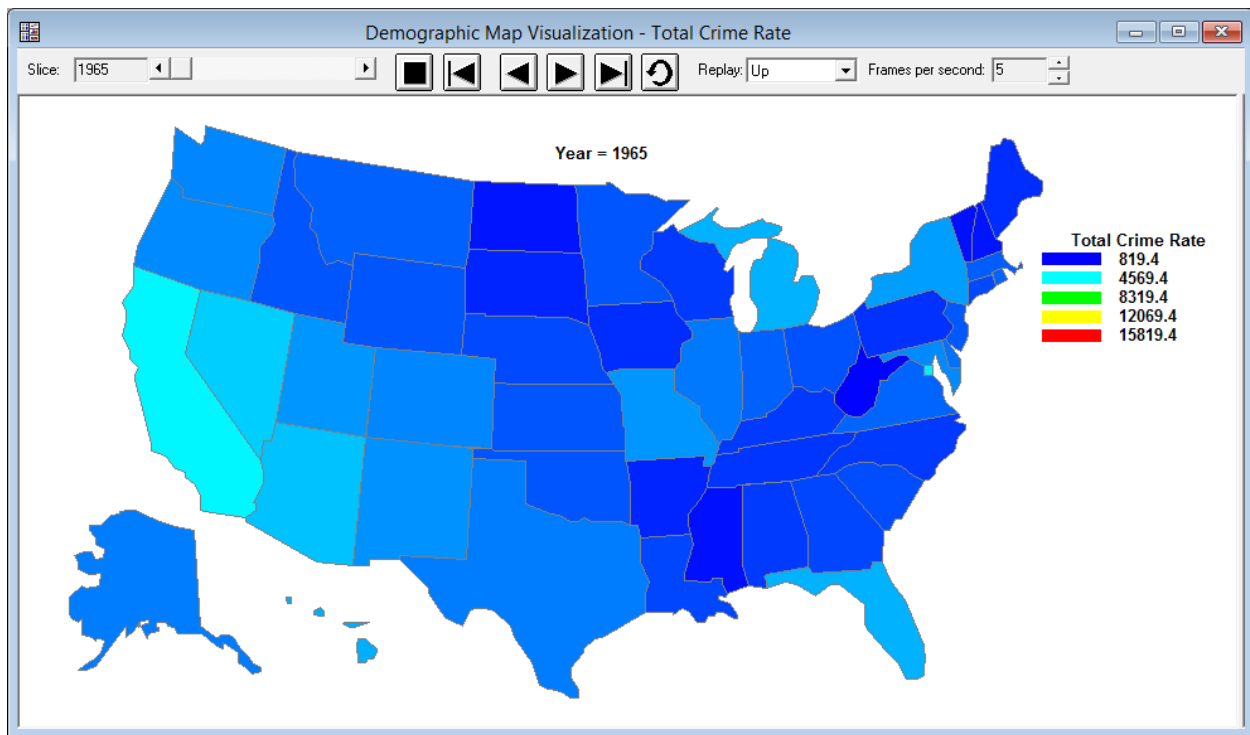 Demographic Map Visualization - Total Crime Rate
Slice: 1965 Replay: Up Frames per second: 5
Year = 1965
Total Crime Rate
819.4
4569.4
8319.4
12069.4
15819.4